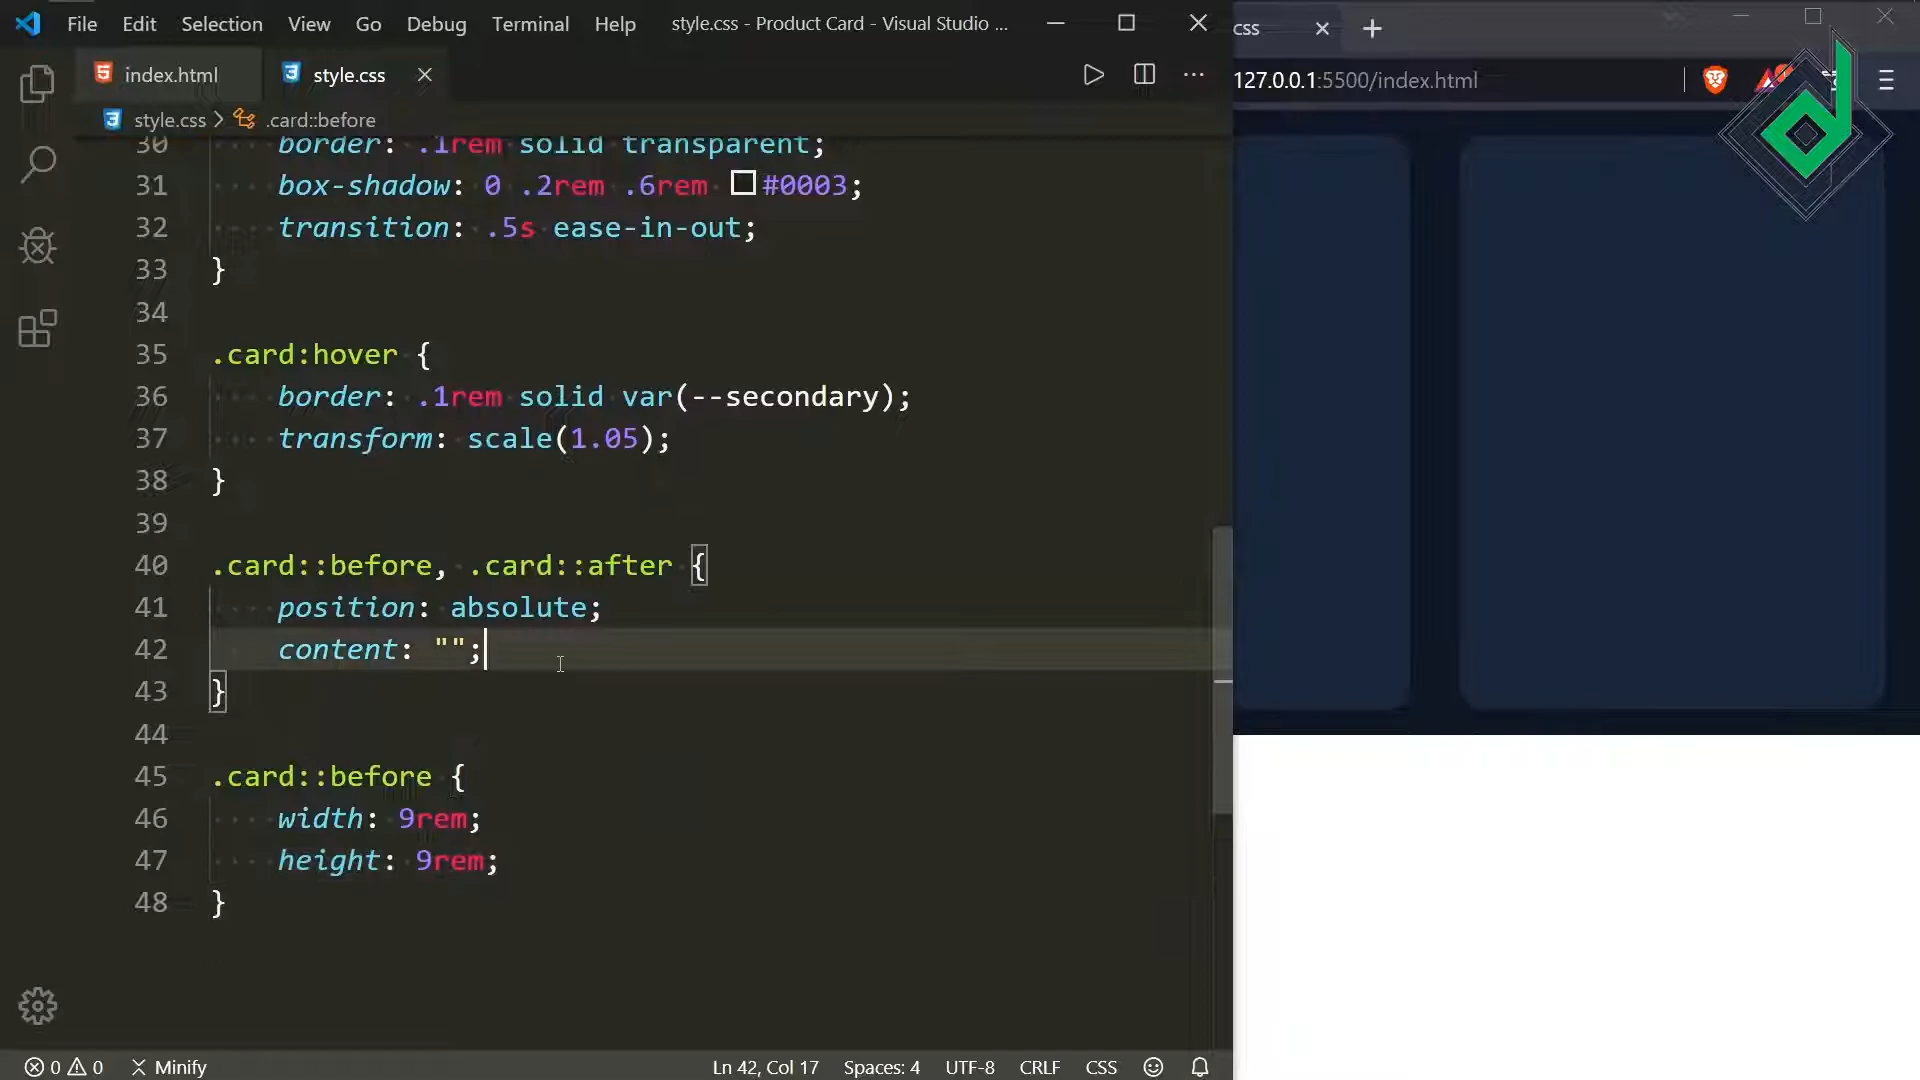 File Edit Selection View Go Debug Terminal Help style.css - Product Card - Visual Studio ...
css
index.html style.css
127.0.0.1:5500/index.html
style.css > .card::before
30 border: .1rem solid transparent;
31 box-shadow: 0 .2rem .6rem #0003;
32 transition: .5s ease-in-out;
33 }
34
35 .card:hover {
36 border: .1rem solid var(--secondary);
37 transform: scale(1.05);
38 }
39
40 .card::before, .card::after {
41 position: absolute;
42 content: "";
43 }
44
45 .card::before {
46 width: 9rem;
47 height: 9rem;
48 }
0 0 Minify Ln 42, Col 17 Spaces: 4 UTF-8 CRLF CSS